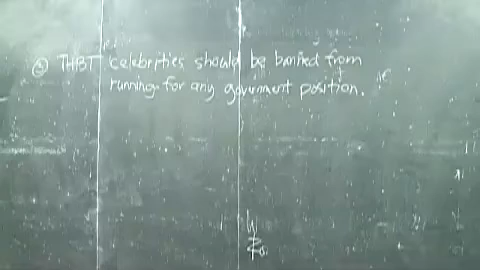 ② THBT celebrities should be banned from
running for any government position.